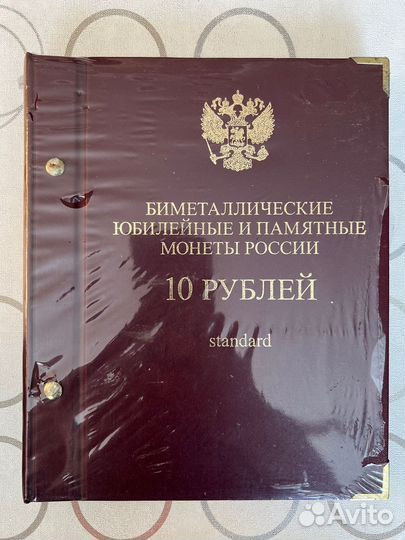 БИМЕТАЛЛИЧЕСКИЕ
ЮБИЛЕЙНЫЕ И ПАМЯТНЫЕ
МОНЕТЫ РОССИИ
10 РУБЛЕЙ
standard
Avito